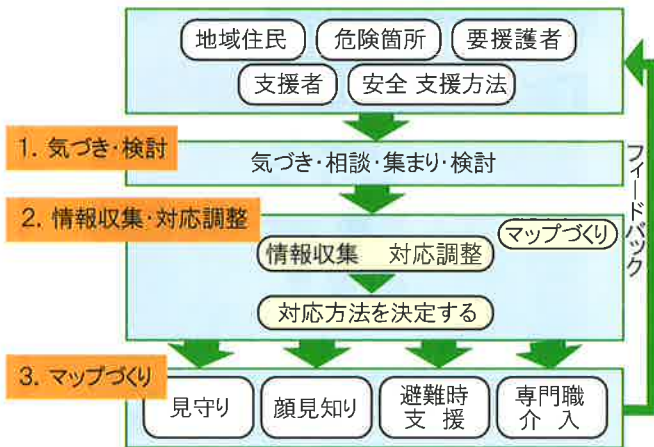 地域住民 危険箇所 要援護者
支援者 安全 支援方法
1. 気づき・検討
気づき・相談・集まり・検討
2. 情報収集・対応調整
マップづくり
情報収集 対応調整
対応方法を決定する
3. マップづくり
見守り
顔見知り
避難時
支援
専門職
介入
フィードバック